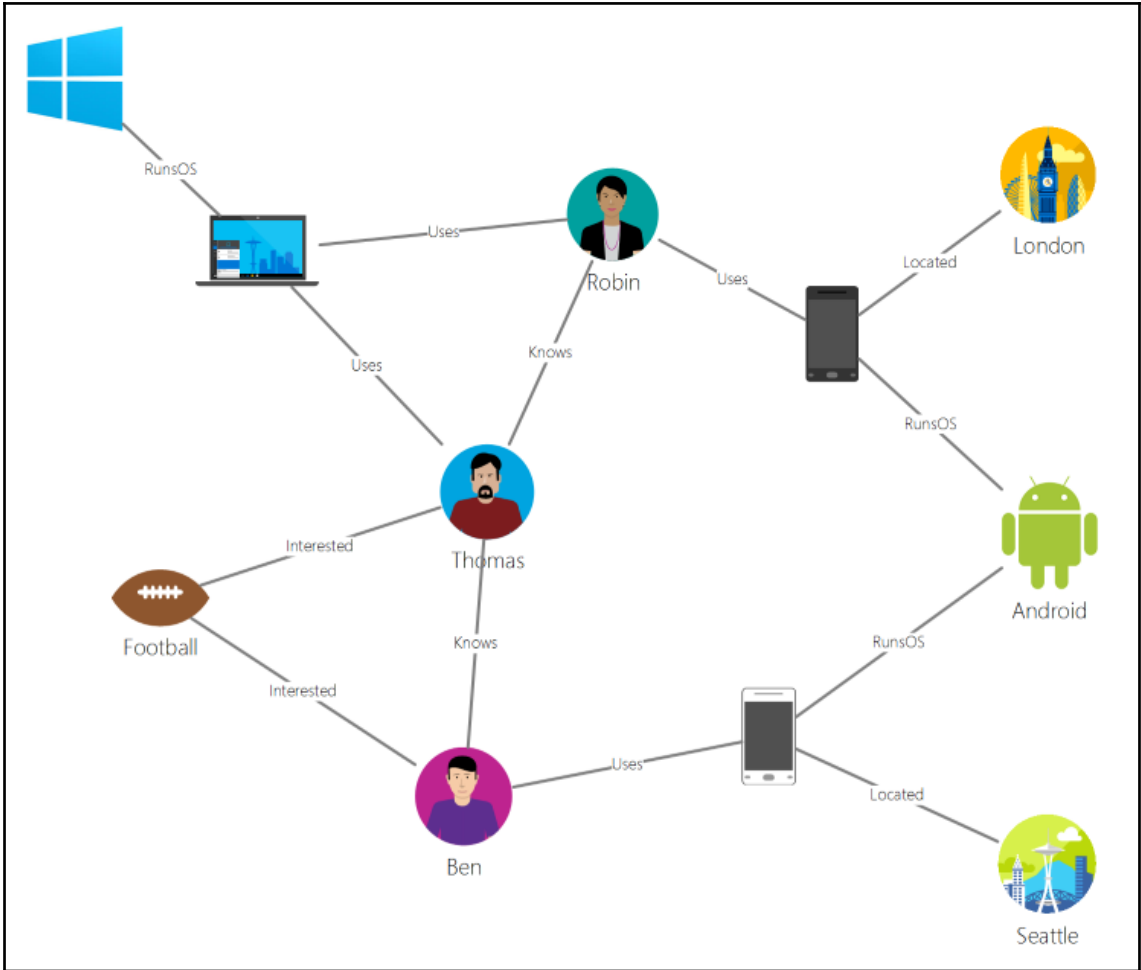 RunsOS
London
Uses
Robin
Uses
Located
Knows
Uses
RunsOS
Interested
Thomas
Android
Football
Knows
RunsOS
Interested
Uses
Located
Ben
Seattle